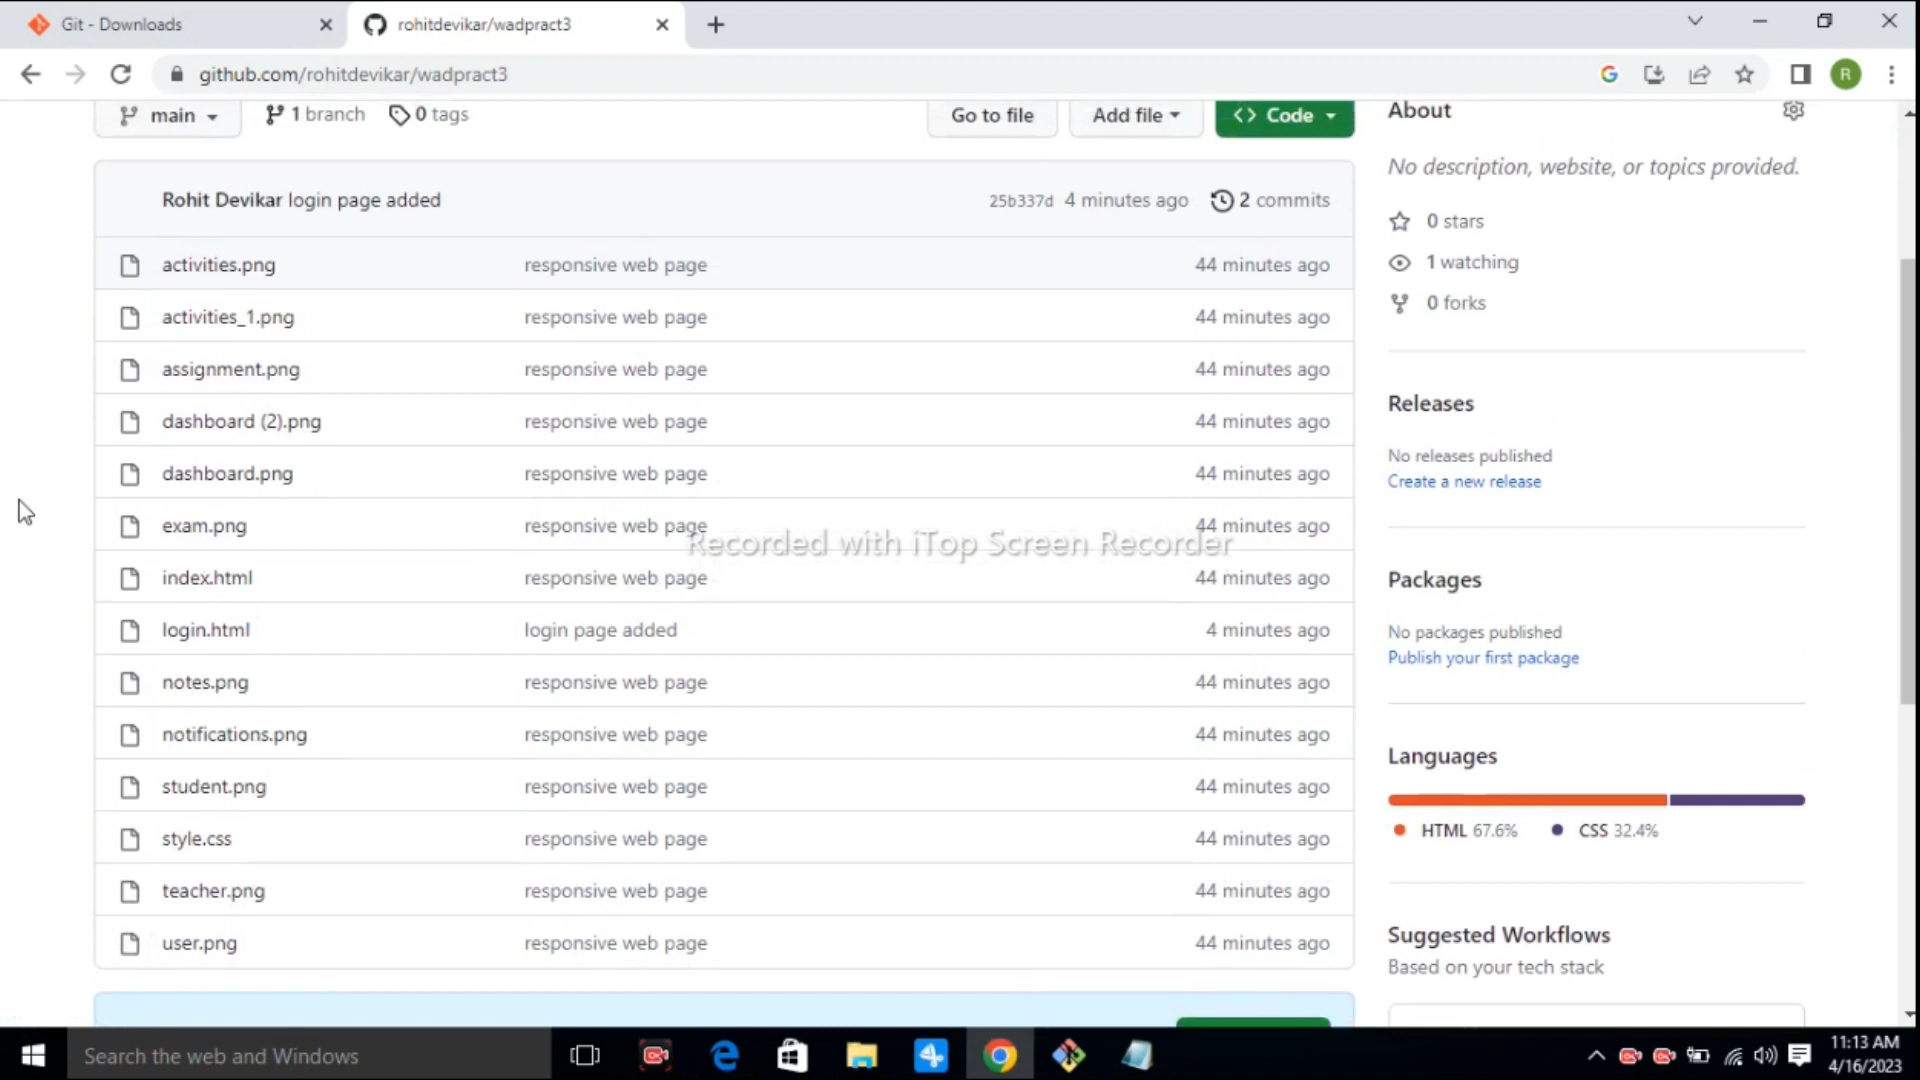 Git - Downloads
rohitdevikar/wadpract3
github.com/rohitdevikar/wadpract3
R
main
1 branch
0 tags
Go to file
Add file
Code
Rohit Devikar login page added
25b337d 4 minutes ago
2 commits
activities.png responsive web page 44 minutes ago
activities_1.png responsive web page 44 minutes ago
assignment.png responsive web page 44 minutes ago
dashboard (2).png responsive web page 44 minutes ago
dashboard.png responsive web page 44 minutes ago
exam.png responsive web page 44 minutes ago
Recorded with iTop Screen Recorder
index.html responsive web page 44 minutes ago
login.html login page added 4 minutes ago
notes.png responsive web page 44 minutes ago
notifications.png responsive web page 44 minutes ago
student.png responsive web page 44 minutes ago
style.css responsive web page 44 minutes ago
teacher.png responsive web page 44 minutes ago
user.png responsive web page 44 minutes ago
About
No description, website, or topics provided.
0 stars
1 watching
0 forks
Releases
No releases published
Create a new release
Packages
No packages published
Publish your first package
Languages
HTML 67.6% CSS 32.4%
Suggested Workflows
Based on your tech stack
Search the web and Windows
11:13 AM
4/16/2023